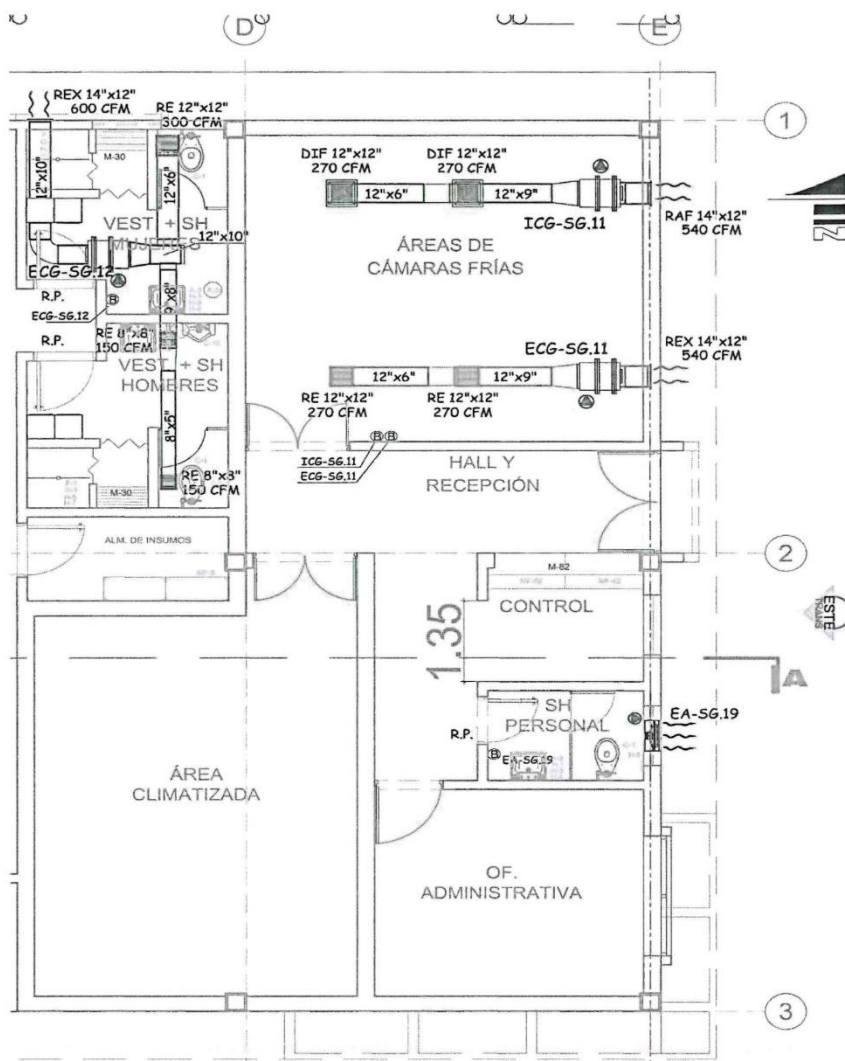 D
E
1
2
3
REX 14"x12"
600 CFM
RE 12"x12"
300 CFM
M-30
12"x10"
12"x6"
VEST. + SH
MUJERES
12"x10"
ECG-SG.12
R.P.
ECG-SG.12
R.P.
RE 8"x8"
150 CFM
VEST. + SH
HOMBRES
8"x5"
RE 8"x8"
150 CFM
M-30
ALM. DE INSUMOS
DIF 12"x12"
270 CFM
DIF 12"x12"
270 CFM
12"x6"
12"x9"
ICG-SG.11
RAF 14"x12"
540 CFM
ÁREAS DE
CÁMARAS FRÍAS
ECG-SG.11
REX 14"x12"
540 CFM
12"x6"
12"x9"
RE 12"x12"
270 CFM
RE 12"x12"
270 CFM
B B
ICG-SG.11
ECG-SG.11
HALL Y
RECEPCIÓN
M-82
CONTROL
1.35
ESTE
A
SH
PERSONAL
R.P.
B
EA-SG.19
EA-SG.19
ÁREA
CLIMATIZADA
OF.
ADMINISTRATIVA
N